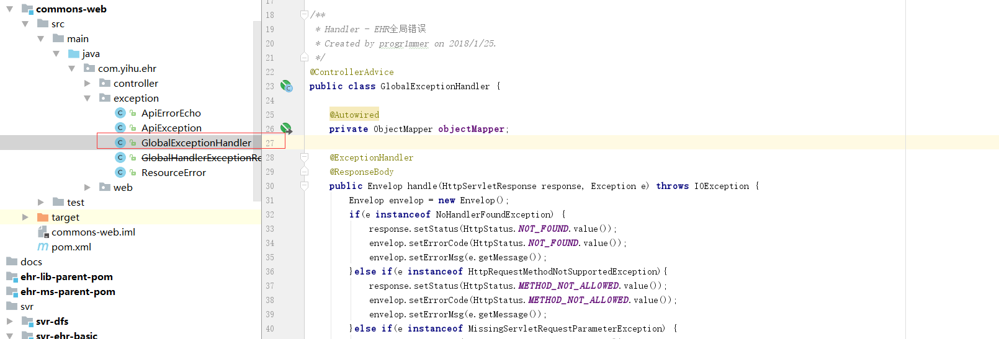 commons-web
src
main
java
com.yihu.ehr
controller
exception
ApiErrorEcho
ApiException
GlobalExceptionHandler
GlobalHandlerExceptionRe
ResourceError
web
test
target
commons-web.iml
pom.xml
docs
ehr-lib-parent-pom
ehr-ms-parent-pom
svr
svr-dfs
svr-ehr-basic
17
18 /**
19 * Handler - EHR全局错误
20 * Created by progr1mmer on 2018/1/25.
21 */
22 @ControllerAdvice
23 public class GlobalExceptionHandler {
24
25 @Autowired
26 private ObjectMapper objectMapper;
27
28 @ExceptionHandler
29 @ResponseBody
30 public Envelop handle(HttpServletResponse response, Exception e) throws IOException {
31 Envelop envelop = new Envelop();
32 if(e instanceof NoHandlerFoundException) {
33 response.setStatus(HttpStatus.NOT_FOUND.value());
34 envelop.setErrorCode(HttpStatus.NOT_FOUND.value());
35 envelop.setErrorMsg(e.getMessage());
36 }else if(e instanceof HttpRequestMethodNotSupportedException){
37 response.setStatus(HttpStatus.METHOD_NOT_ALLOWED.value());
38 envelop.setErrorCode(HttpStatus.METHOD_NOT_ALLOWED.value());
39 envelop.setErrorMsg(e.getMessage());
40 }else if(e instanceof MissingServletRequestParameterException) {